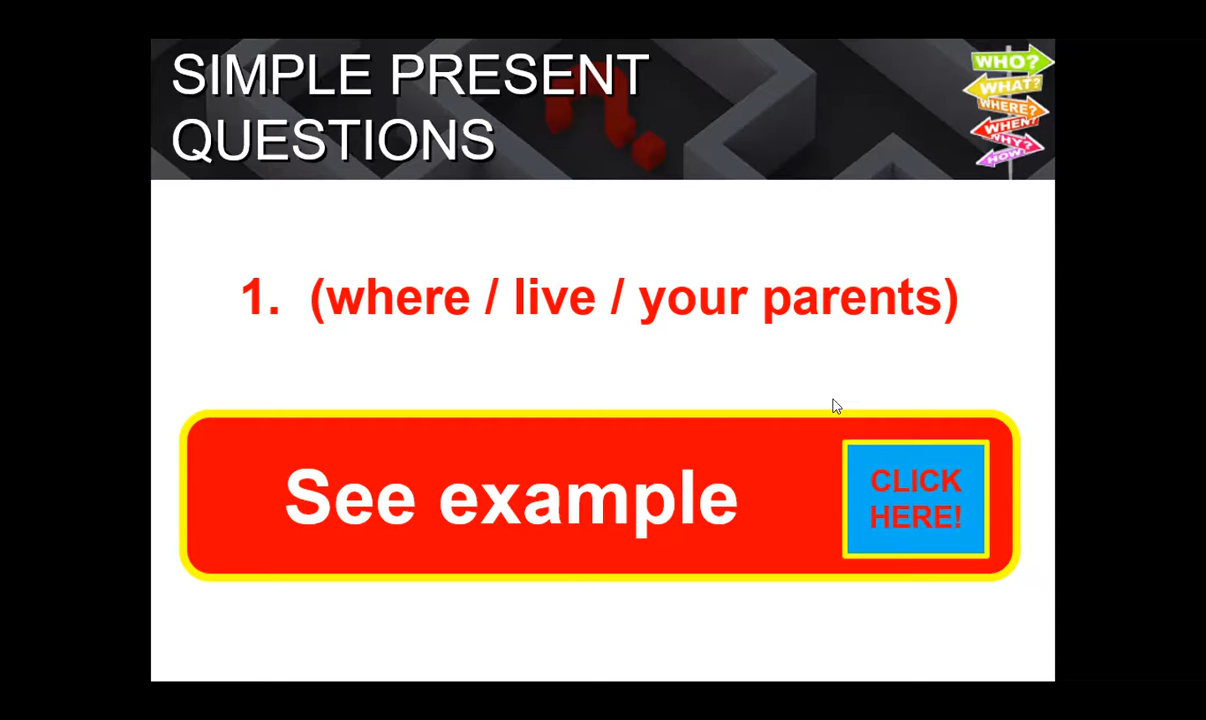 SIMPLE PRESENT
QUESTIONS
WHO?
WHAT?
WHERE?
WHEN?
WHY?
HOW
1. (where / live / your parents)
See example
CLICK
HERE!